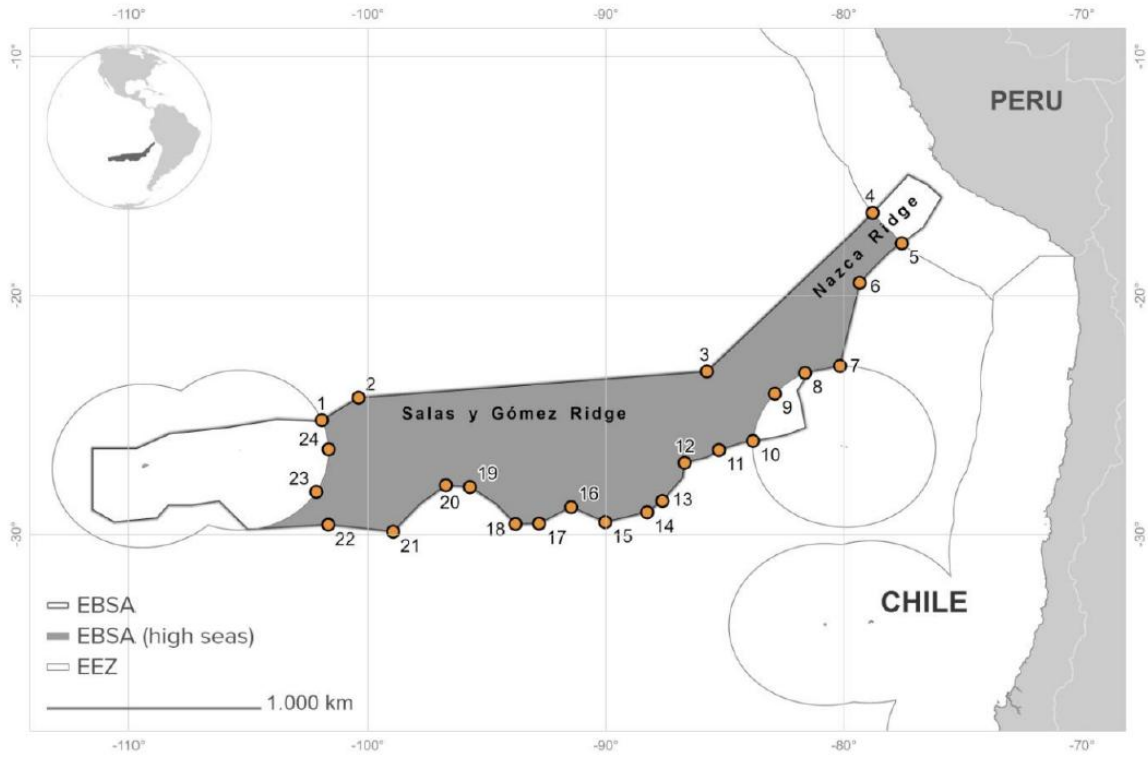 -110° -100° -90° -80° -70°
-10° -10°
PERU
4
Nazca Ridge
5
6
-20° -20°
3 7
8
2
9
1 Salas y Gómez Ridge
24 12 10
11
23 19 16 13
20
14
18 17 15
-30° 22 21 -30°
EBSA CHILE
EBSA (high seas)
EEZ
1.000 km
-110° -100° -90° -80° -70°